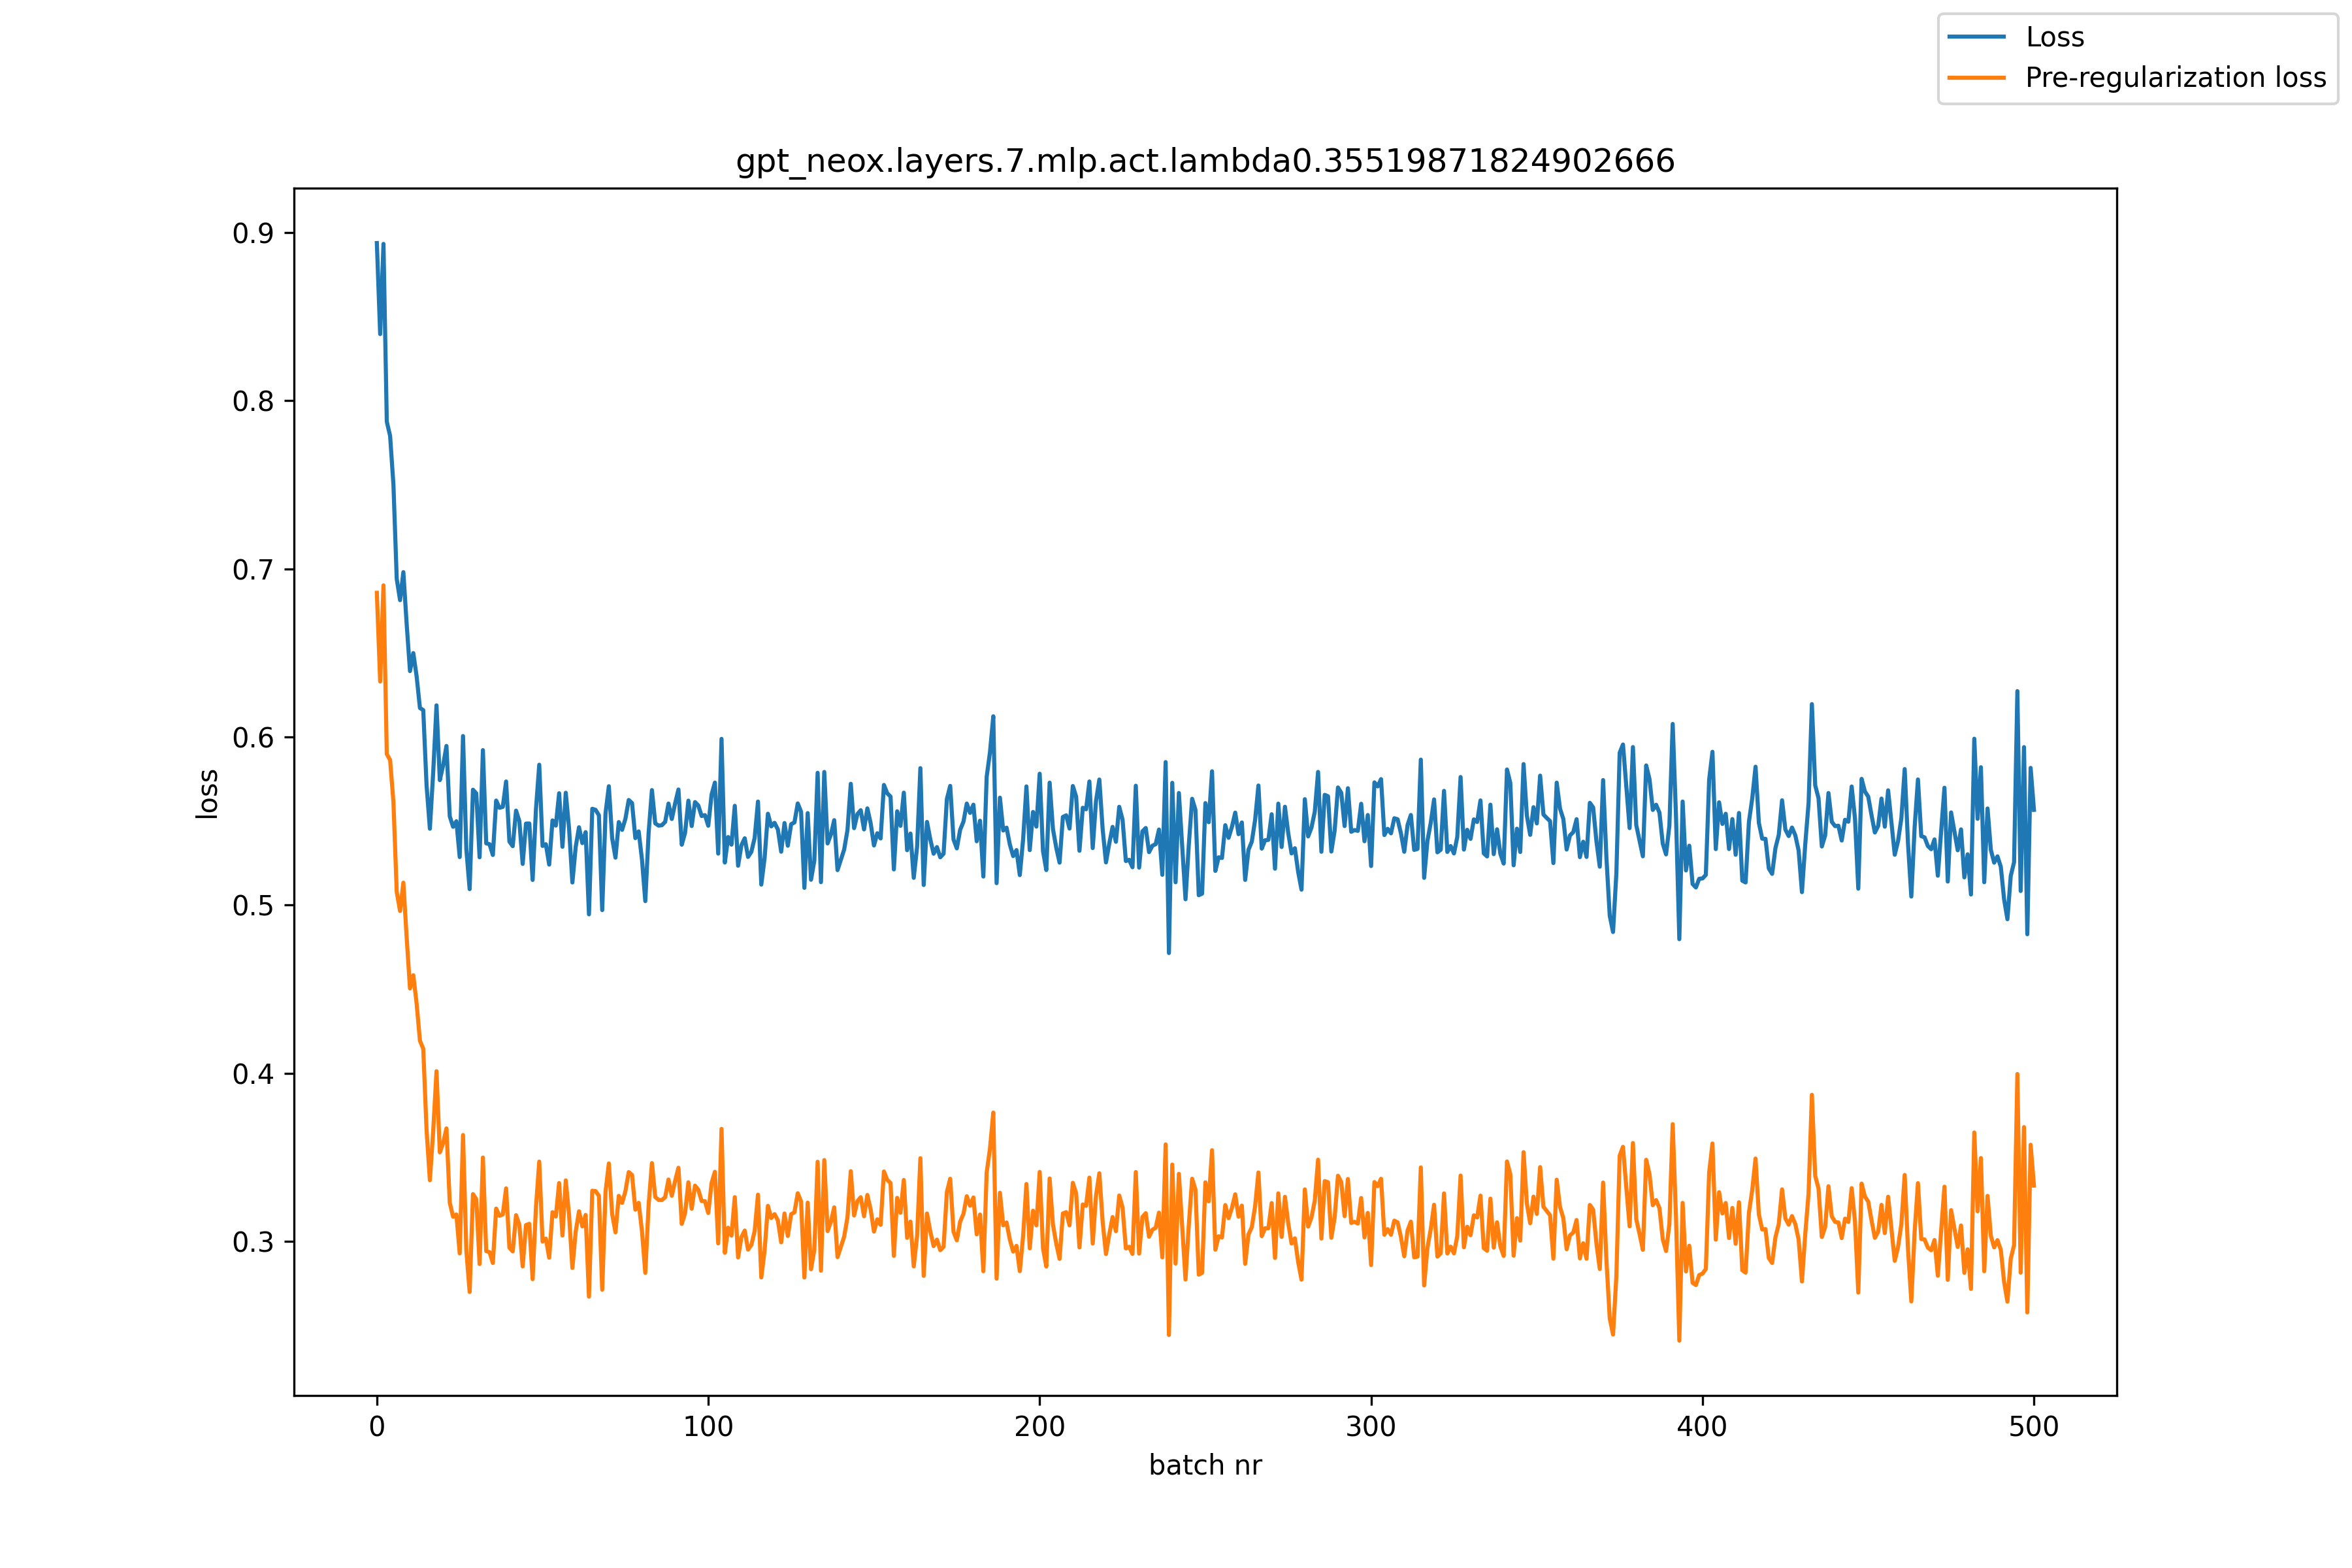 Loss
Pre-regularization loss
gpt_neox.layers.7.mlp.act.lambda0.35519871824902666
0.9
0.8
0.7
0.6
0.5
0.4
0.3
loss
0 100 200 300 400 500
batch nr